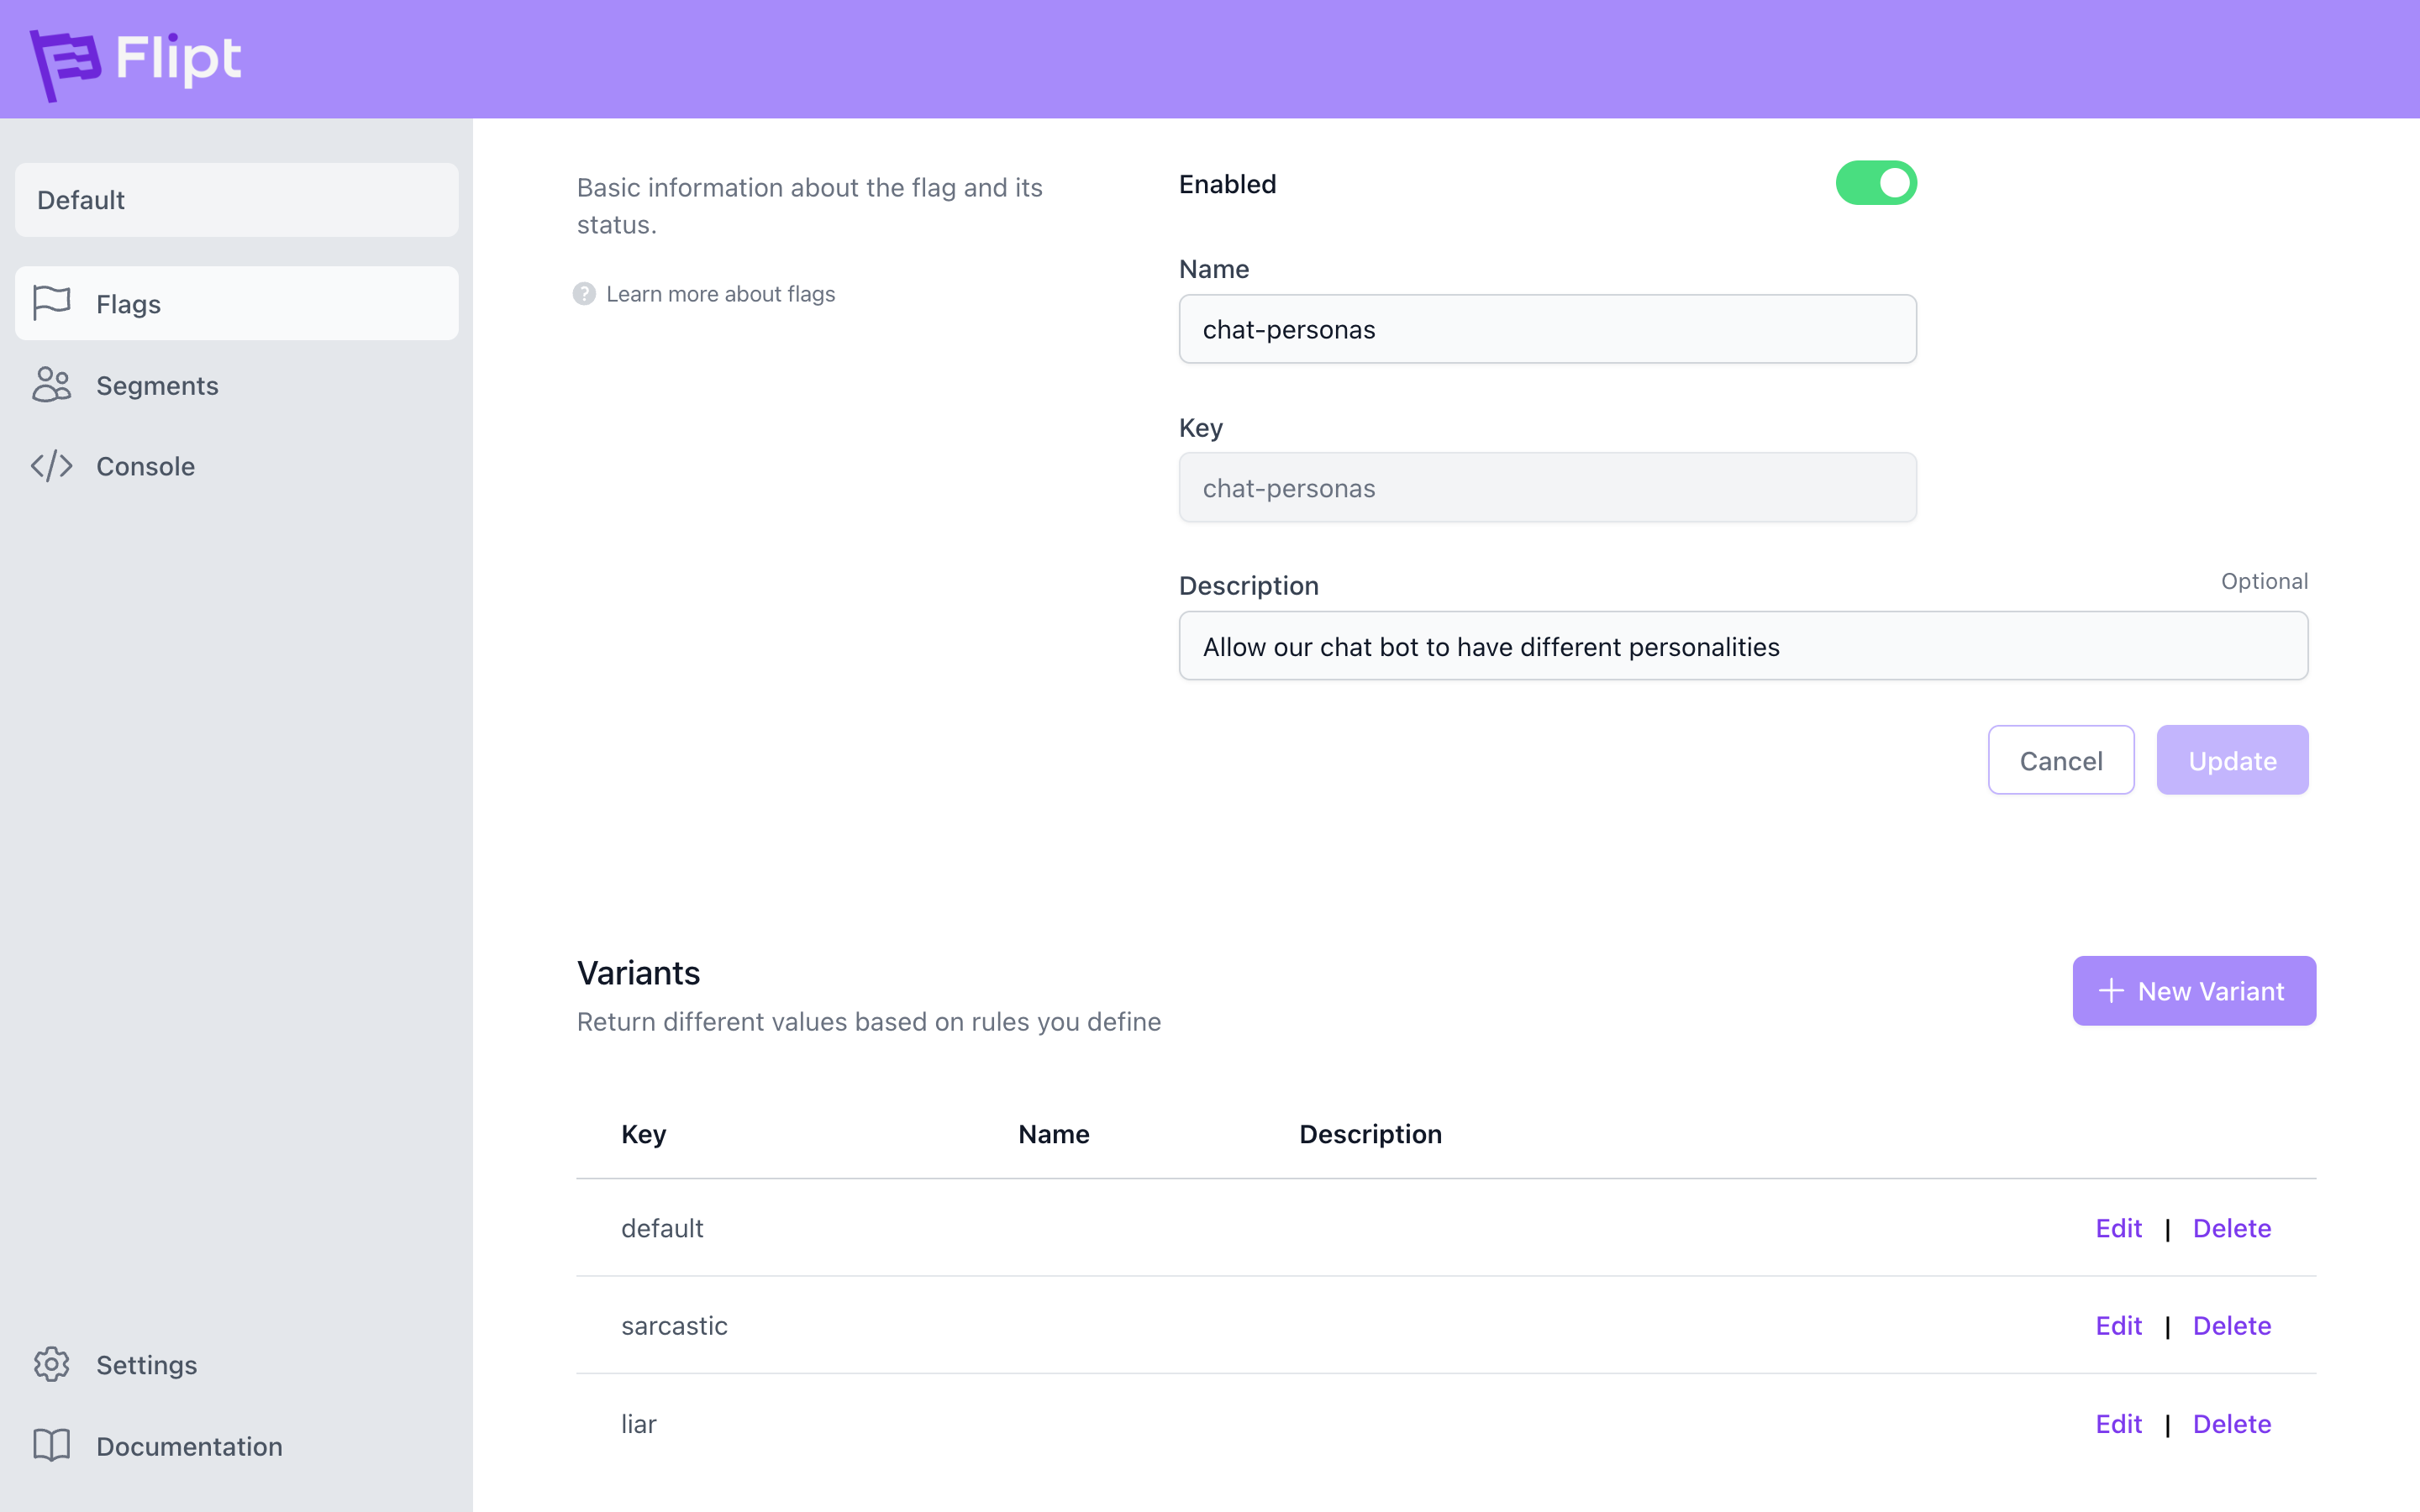 Flipt
Default
Flags
Segments
Console
Settings
Documentation
Basic information about the flag and its
status.
? Learn more about flags
Enabled
Name
chat-personas
Key
chat-personas
Description Optional
Allow our chat bot to have different personalities
Cancel Update
Variants
Return different values based on rules you define
+ New Variant
Key Name Description
default Edit | Delete
sarcastic Edit | Delete
liar Edit | Delete